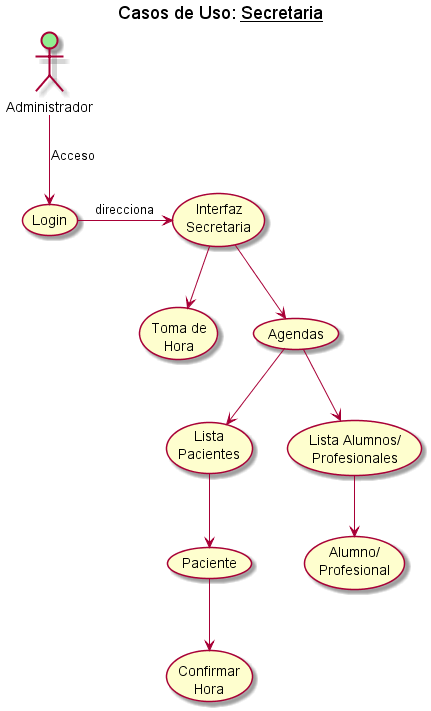 Casos de Uso: Secretaria
Administrador
Acceso
Login
direcciona
Interfaz
Secretaria
Toma de
Hora
Agendas
Lista
Pacientes
Lista Alumnos/
Profesionales
Paciente
Alumno/
Profesional
Confirmar
Hora